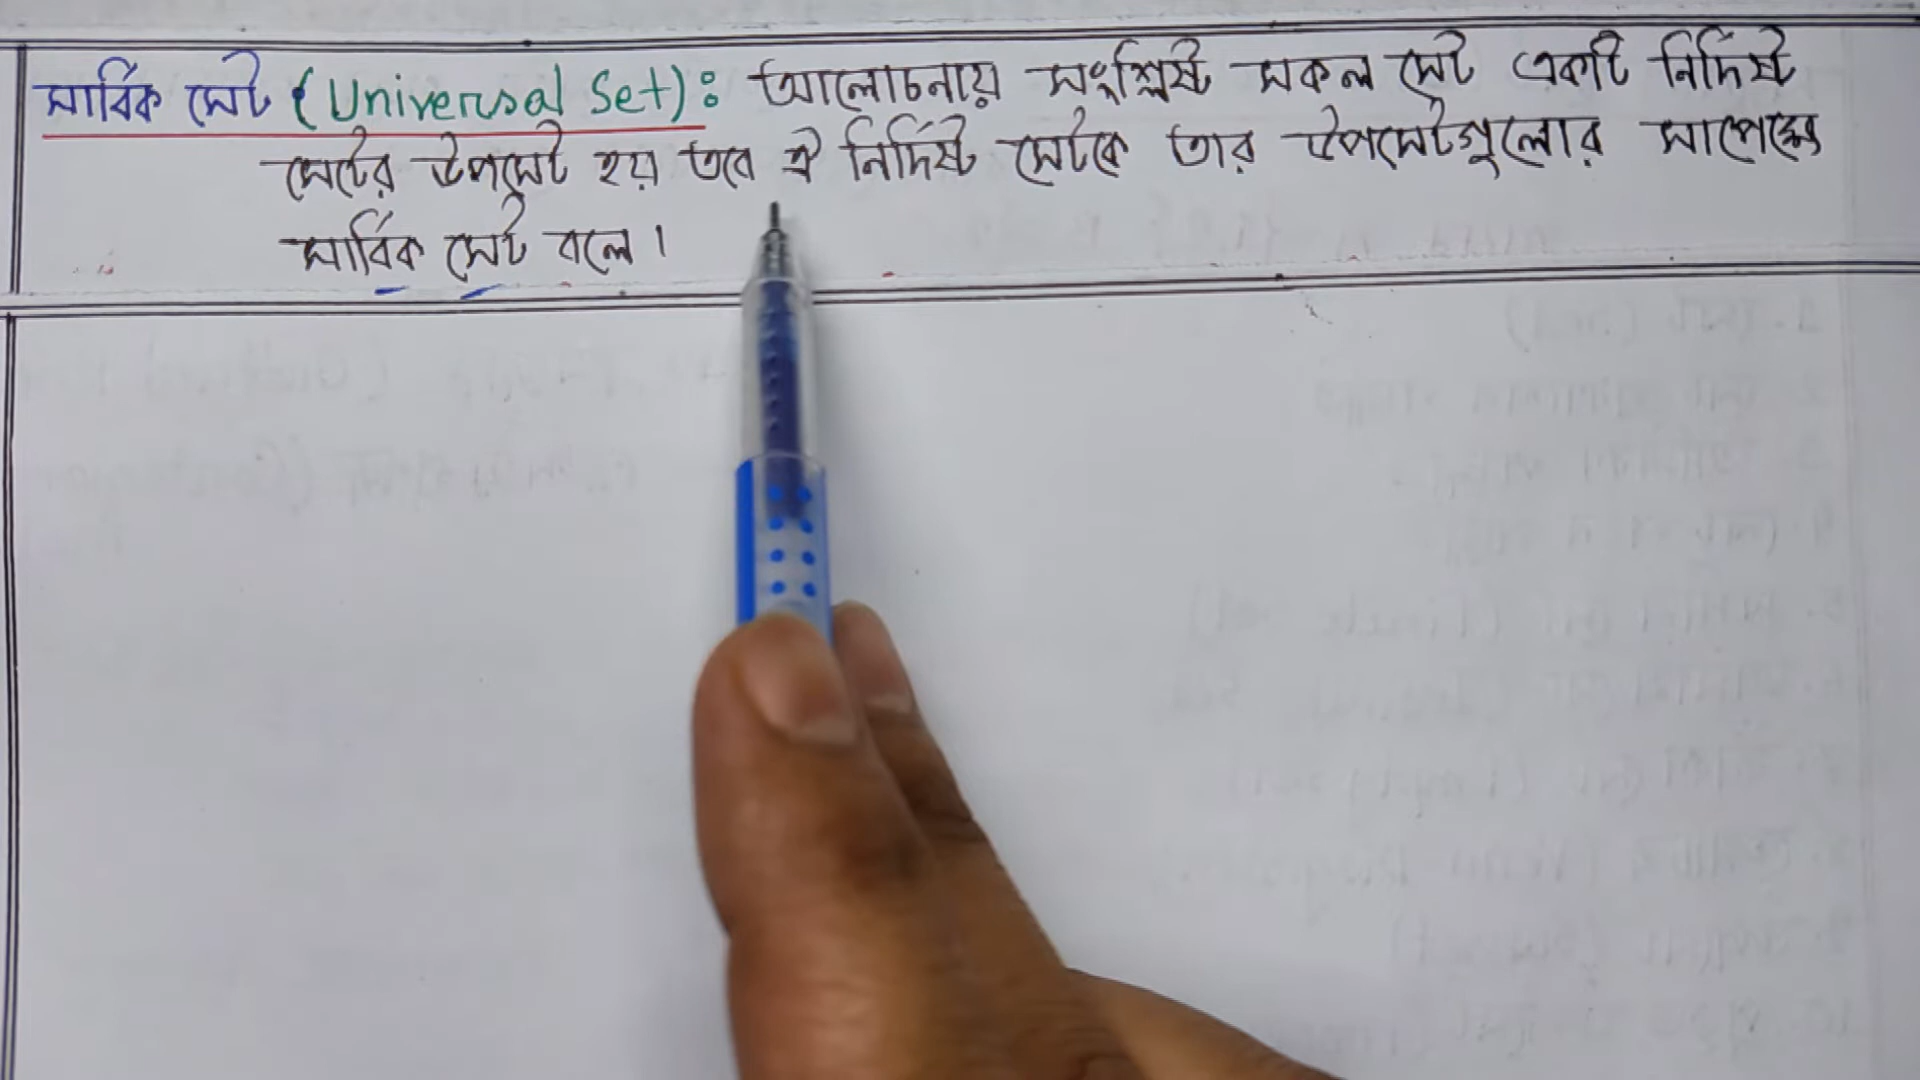 সার্বিক সেট (Universal Set): আলোচনায় সংশ্লিষ্ট সকল সেট একটি নির্দিষ্ট
সেটের উপসেট হয় তবে ঐ নির্দিষ্ট সেটকে তার উপসেটগুলোর সাপেক্ষে
সার্বিক সেট বলে।